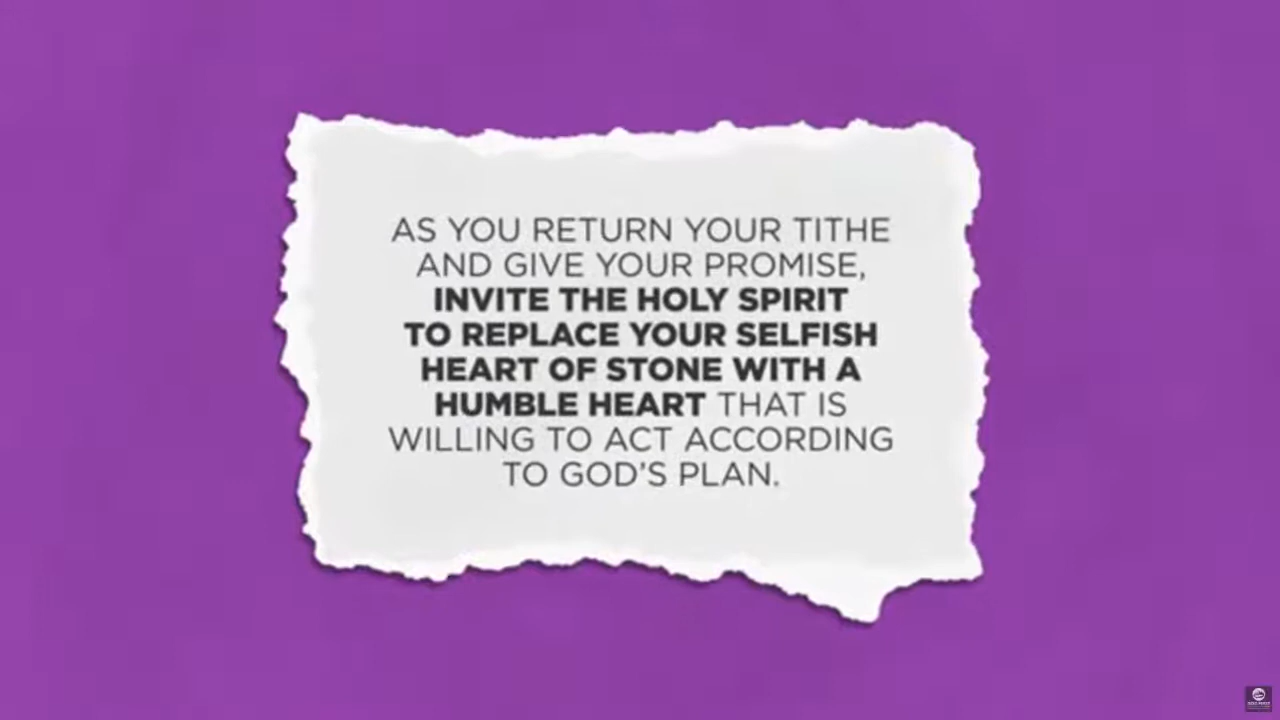 AS YOU RETURN YOUR TITHE
AND GIVE YOUR PROMISE,
INVITE THE HOLY SPIRIT
TO REPLACE YOUR SELFISH
HEART OF STONE WITH A
HUMBLE HEART THAT IS
WILLING TO ACT ACCORDING
TO GOD'S PLAN.